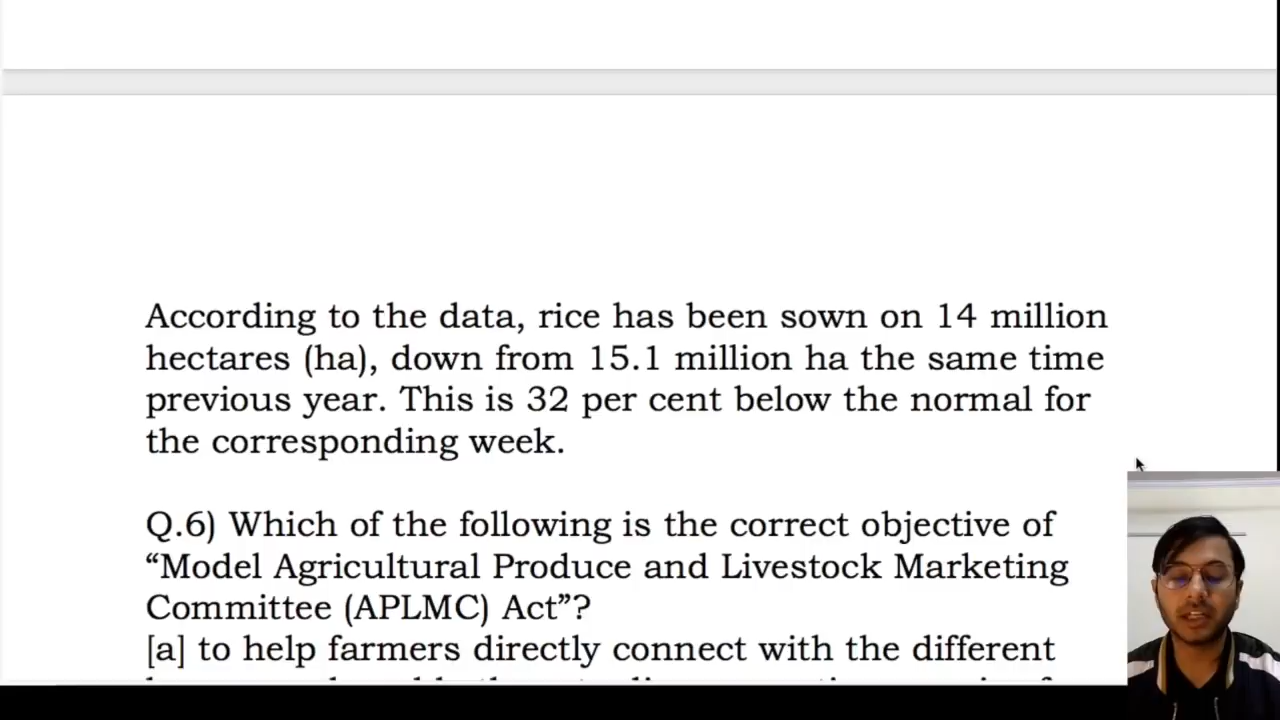 According to the data, rice has been sown on 14 million
hectares (ha), down from 15.1 million ha the same time
previous year. This is 32 per cent below the normal for
the corresponding week.
Q.6) Which of the following is the correct objective of
“Model Agricultural Produce and Livestock Marketing
Committee (APLMC) Act”?
[a] to help farmers directly connect with the different